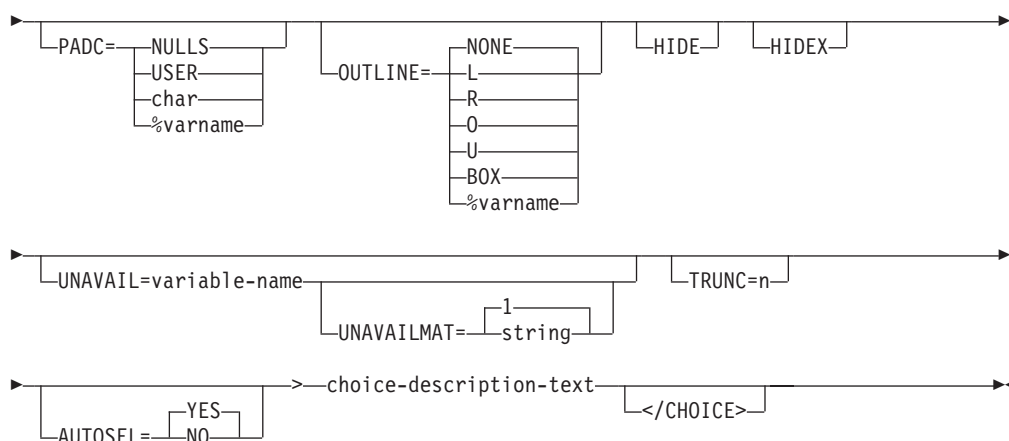 PADC= NULLS
USER
char
%varname
OUTLINE= NONE
L
R
O
U
BOX
%varname
HIDE
HIDEX
UNAVAIL=variable-name
UNAVAILMAT= 1
string
TRUNC=n
AUTOSEL= YES
NO
>
choice-description-text
</CHOICE>